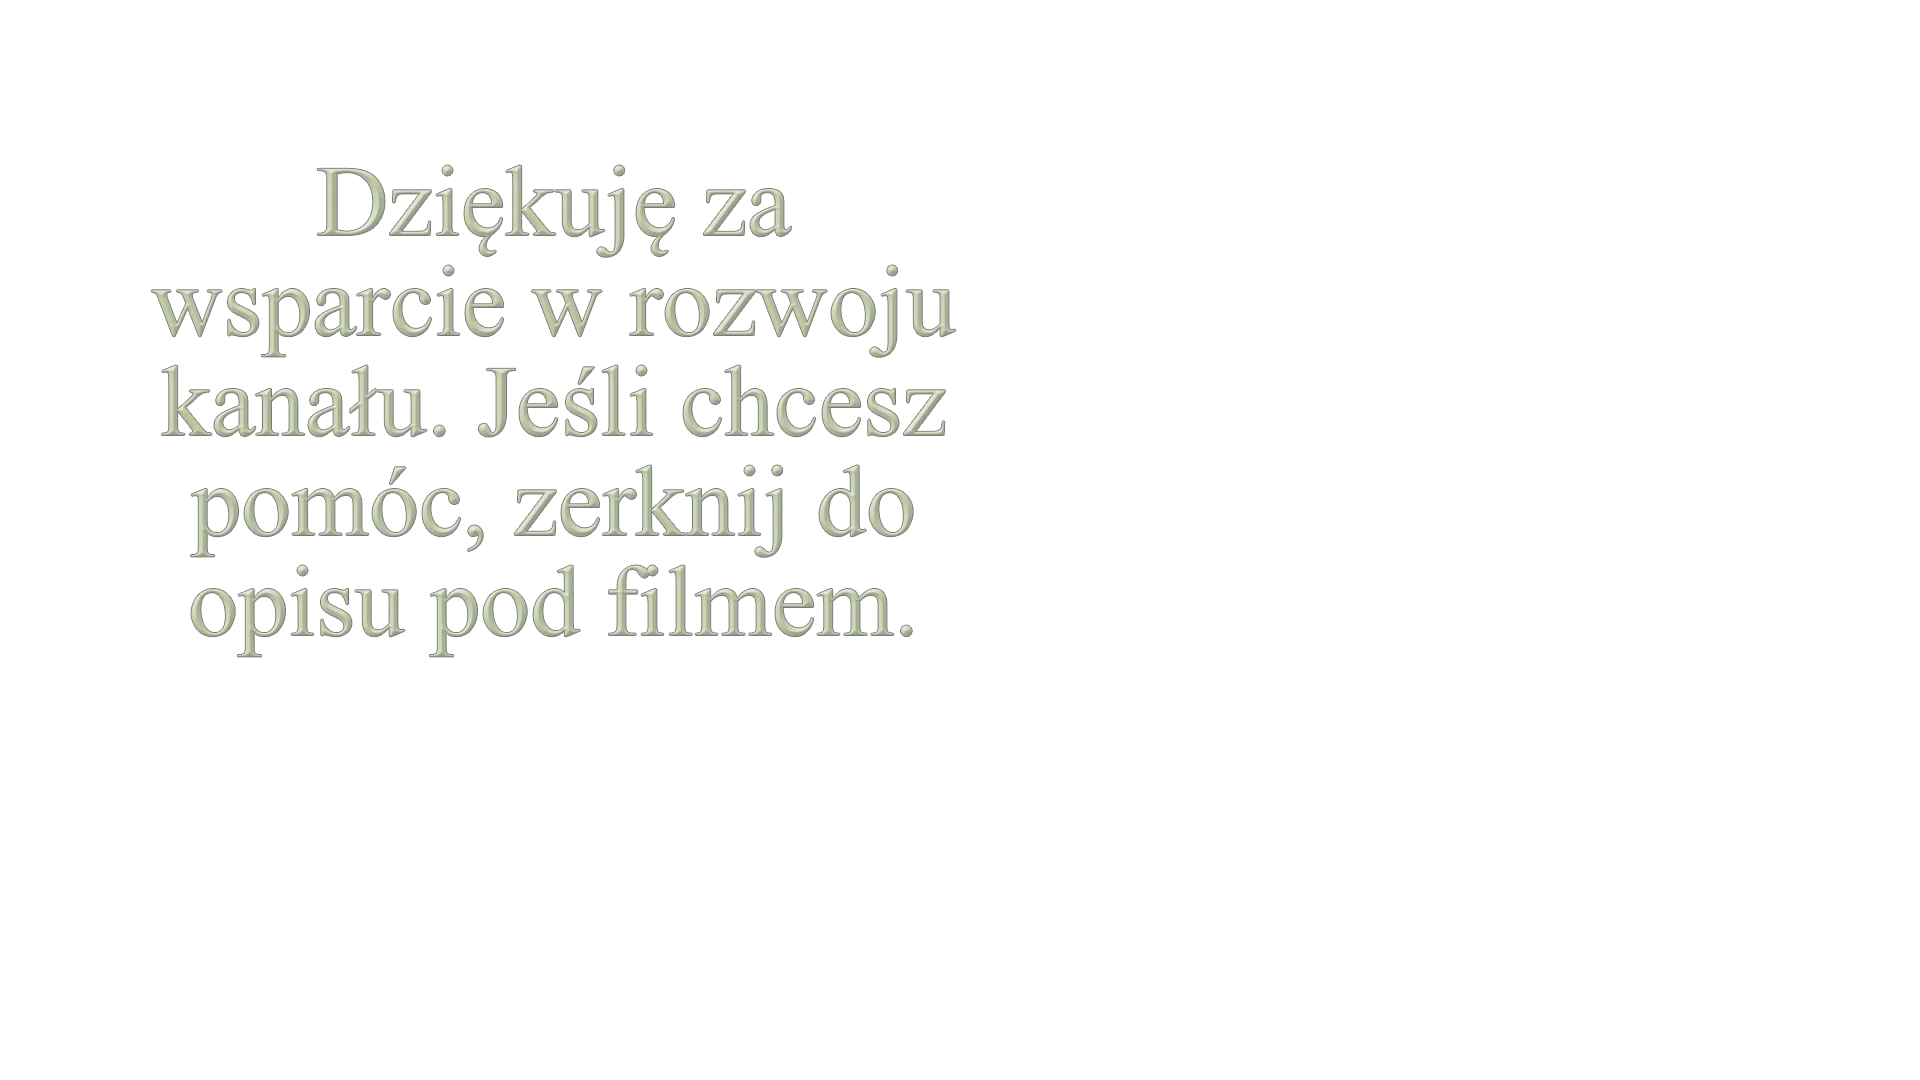 Dziękuję za
wsparcie w rozwoju
kanału. Jeśli chcesz
pomóc, zerknij do
opisu pod filmem.